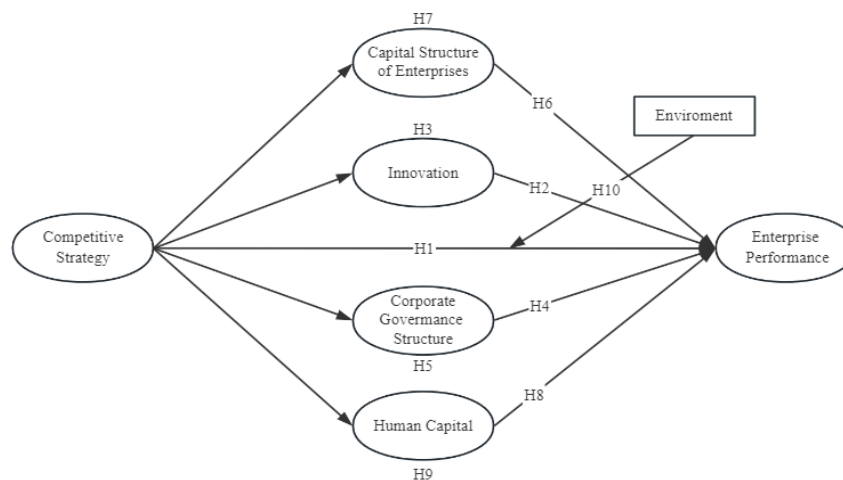 H7
Capital Structure
of Enterprises
H6
Enviroment
H3
Innovation
H2
H10
Competitive
Strategy
H1
Enterprise
Performance
Corporate
Govermance
Structure
H4
H5
Human Capital
H8
H9